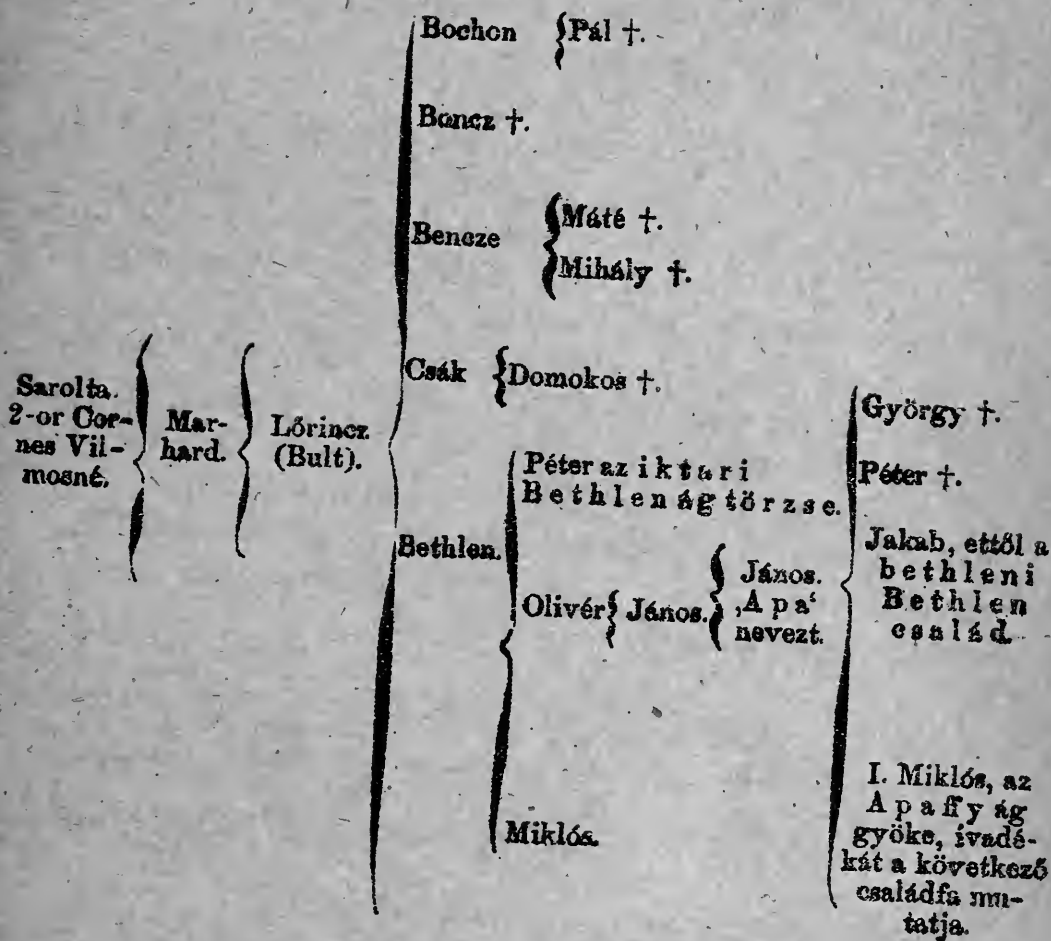 Bochon Pál †.
Boncz †.
Bencze
Máté †.
Mihály †.
Csák Domokos †.
Sarolta.
2-or Cor-
nes Vil-
mosné.
Mar-
hard.
Lőrincz
(Bult).
Bethlen.
Péter az iktari
Bethlen ág törzse.
Olivér János.
János.
‚Apa‘
nevezt.
Miklós.
György †.
Péter †.
Jakab, ettől a
bethleni
Bethlen
család.
I. Miklós, az
Apaffy ág
gyöke, ívadé-
kát a következő
családfa mu-
tatja.